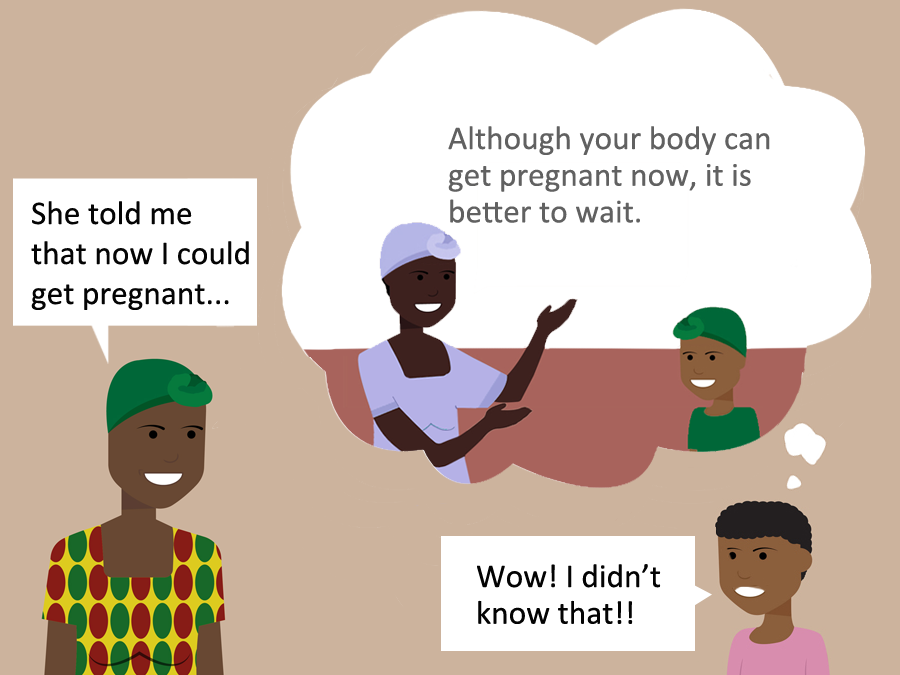 She told me
that now I could
get pregnant...
Although your body can
get pregnant now, it is
better to wait.
Wow! I didn’t
know that!!